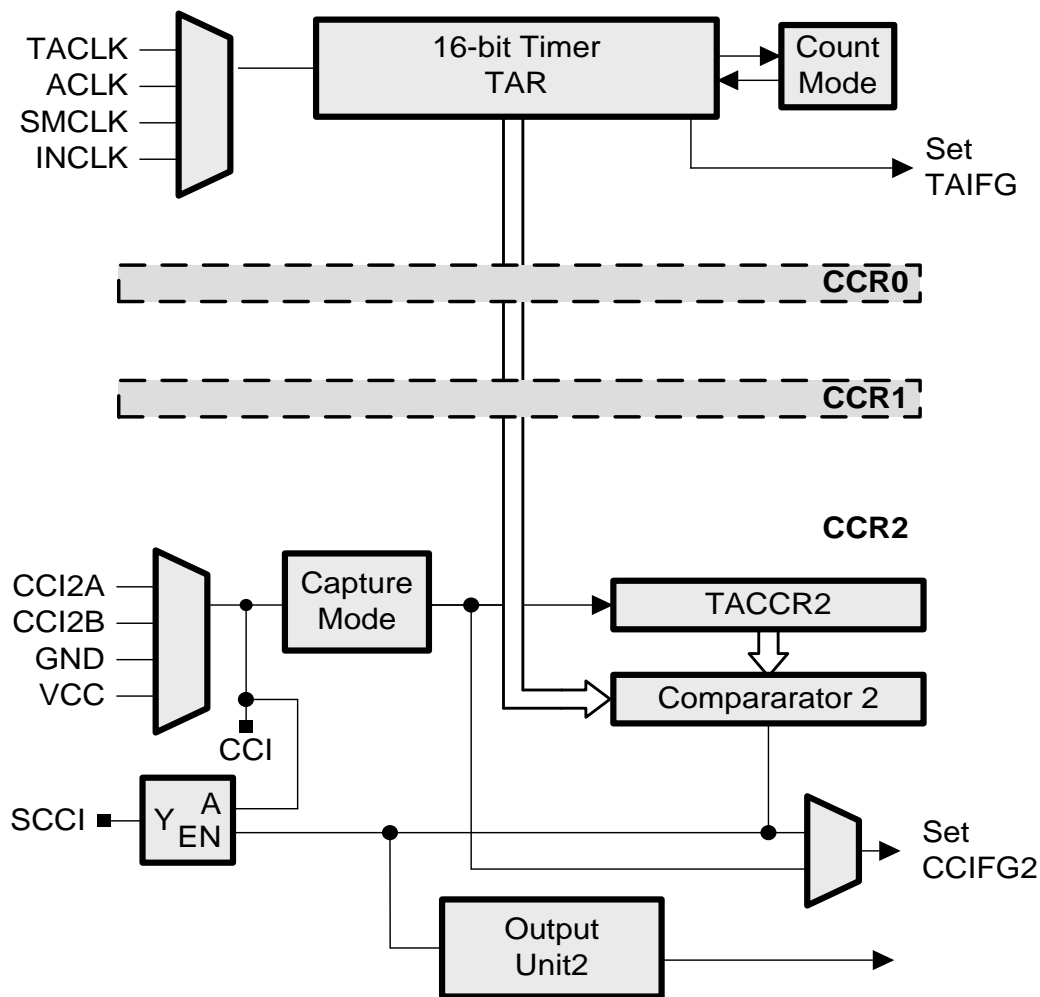 TACLK
ACLK
SMCLK
INCLK
16-bit Timer
TAR
Count
Mode
Set
TAIFG
CCR0
CCR1
CCR2
CCI2A
CCI2B
GND
VCC
Capture
Mode
TACCR2
Compararator 2
CCI
SCCI
Y
A
EN
Set
CCIFG2
Output
Unit2